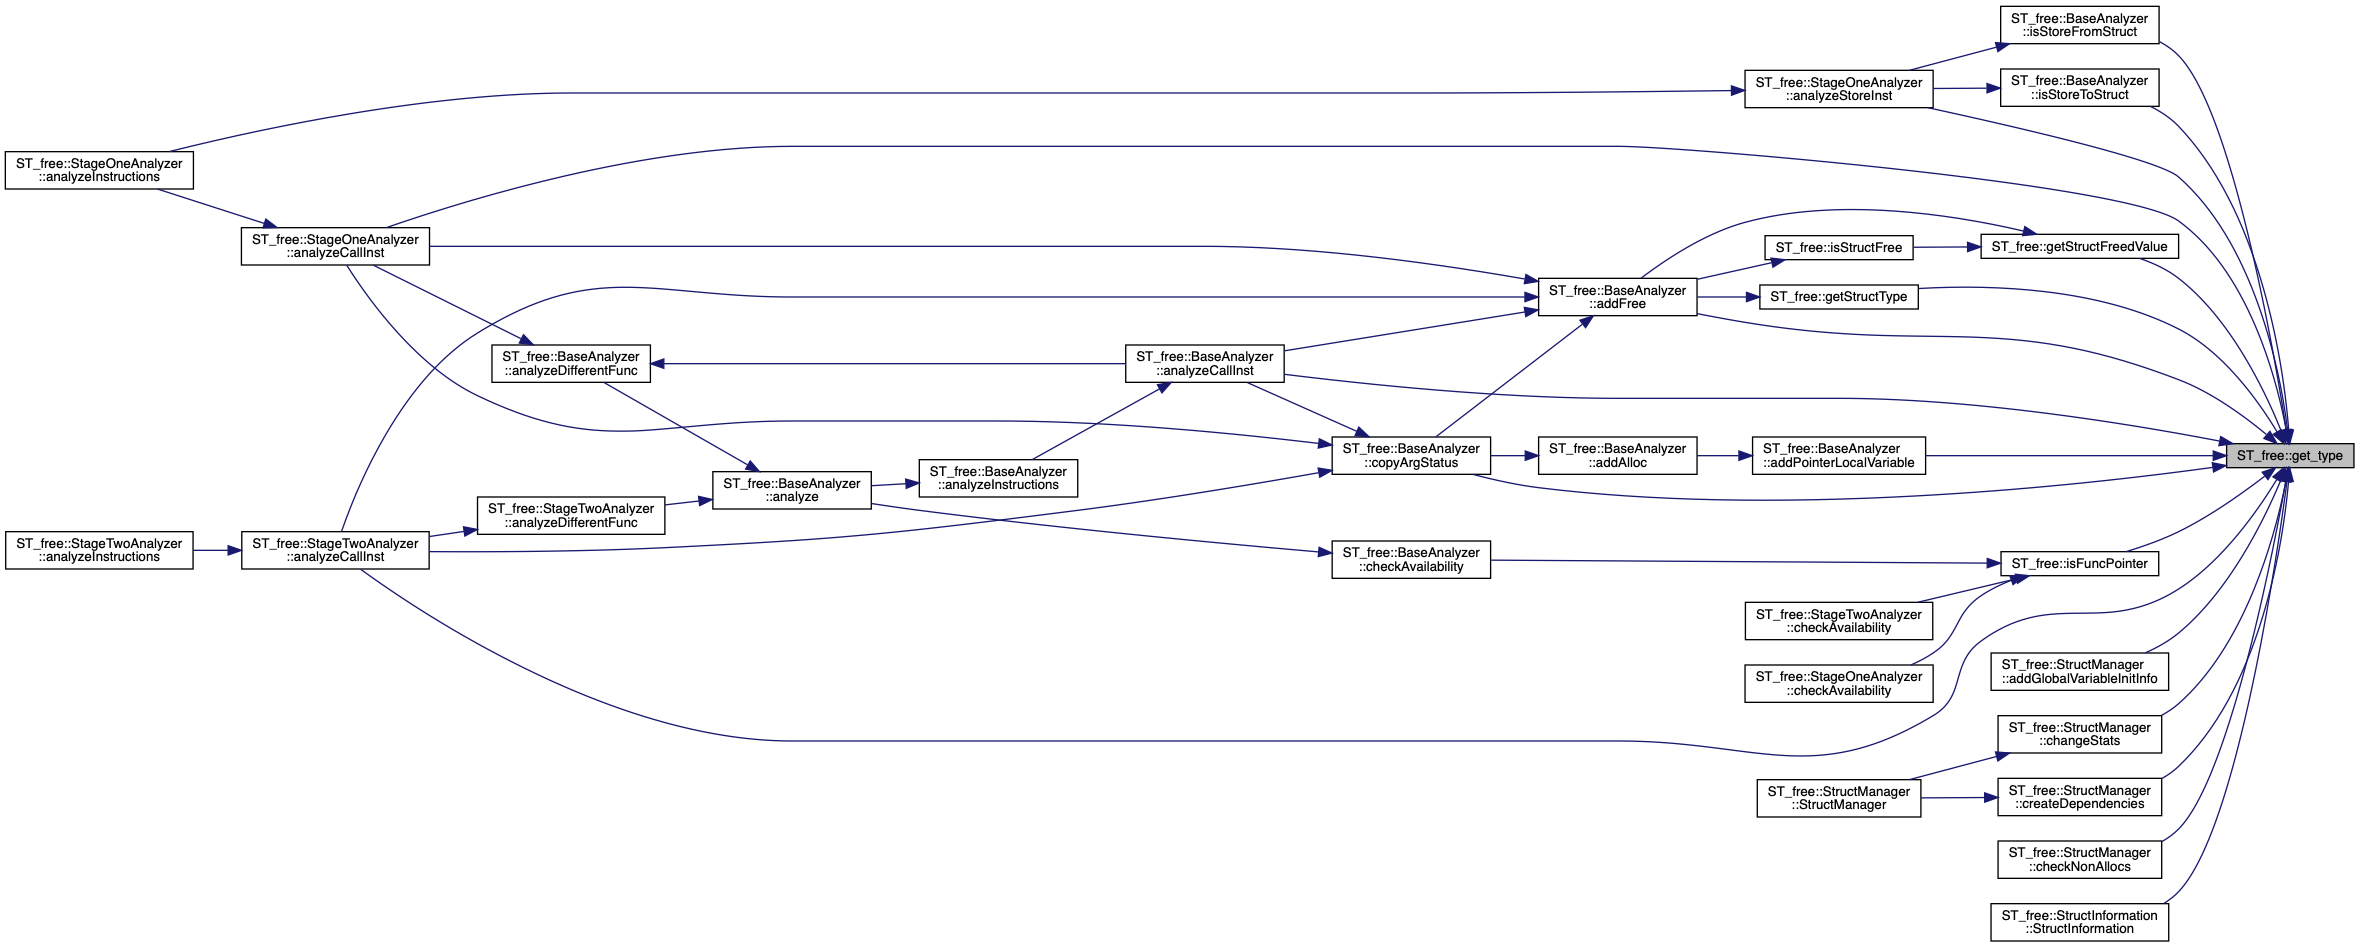 ST_free::BaseAnalyzer
::isStoreFromStruct
ST_free::StageOneAnalyzer
::analyzeStoreInst
ST_free::BaseAnalyzer
::isStoreToStruct
ST_free::StageOneAnalyzer
::analyzeInstructions
ST_free::StageOneAnalyzer
::analyzeCallInst
ST_free::isStructFree
ST_free::getStructFreedValue
ST_free::BaseAnalyzer
::addFree
ST_free::getStructType
ST_free::BaseAnalyzer
::analyzeDifferentFunc
ST_free::BaseAnalyzer
::analyzeCallInst
ST_free::BaseAnalyzer
::copyArgStatus
ST_free::BaseAnalyzer
::addAlloc
ST_free::BaseAnalyzer
::addPointerLocalVariable
ST_free::get_type
ST_free::BaseAnalyzer
::analyze
ST_free::BaseAnalyzer
::analyzeInstructions
ST_free::StageTwoAnalyzer
::analyzeDifferentFunc
ST_free::StageTwoAnalyzer
::analyzeInstructions
ST_free::StageTwoAnalyzer
::analyzeCallInst
ST_free::BaseAnalyzer
::checkAvailability
ST_free::isFuncPointer
ST_free::StageTwoAnalyzer
::checkAvailability
ST_free::StageOneAnalyzer
::checkAvailability
ST_free::StructManager
::addGlobalVariableInitInfo
ST_free::StructManager
::changeStats
ST_free::StructManager
::StructManager
ST_free::StructManager
::createDependencies
ST_free::StructManager
::checkNonAllocs
ST_free::StructInformation
::StructInformation